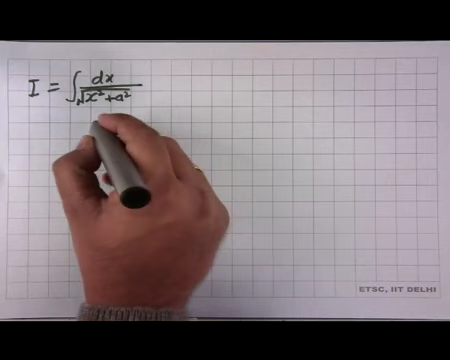 I = ∫ dx / √(x² + a²)
ETSC, IIT DELHI